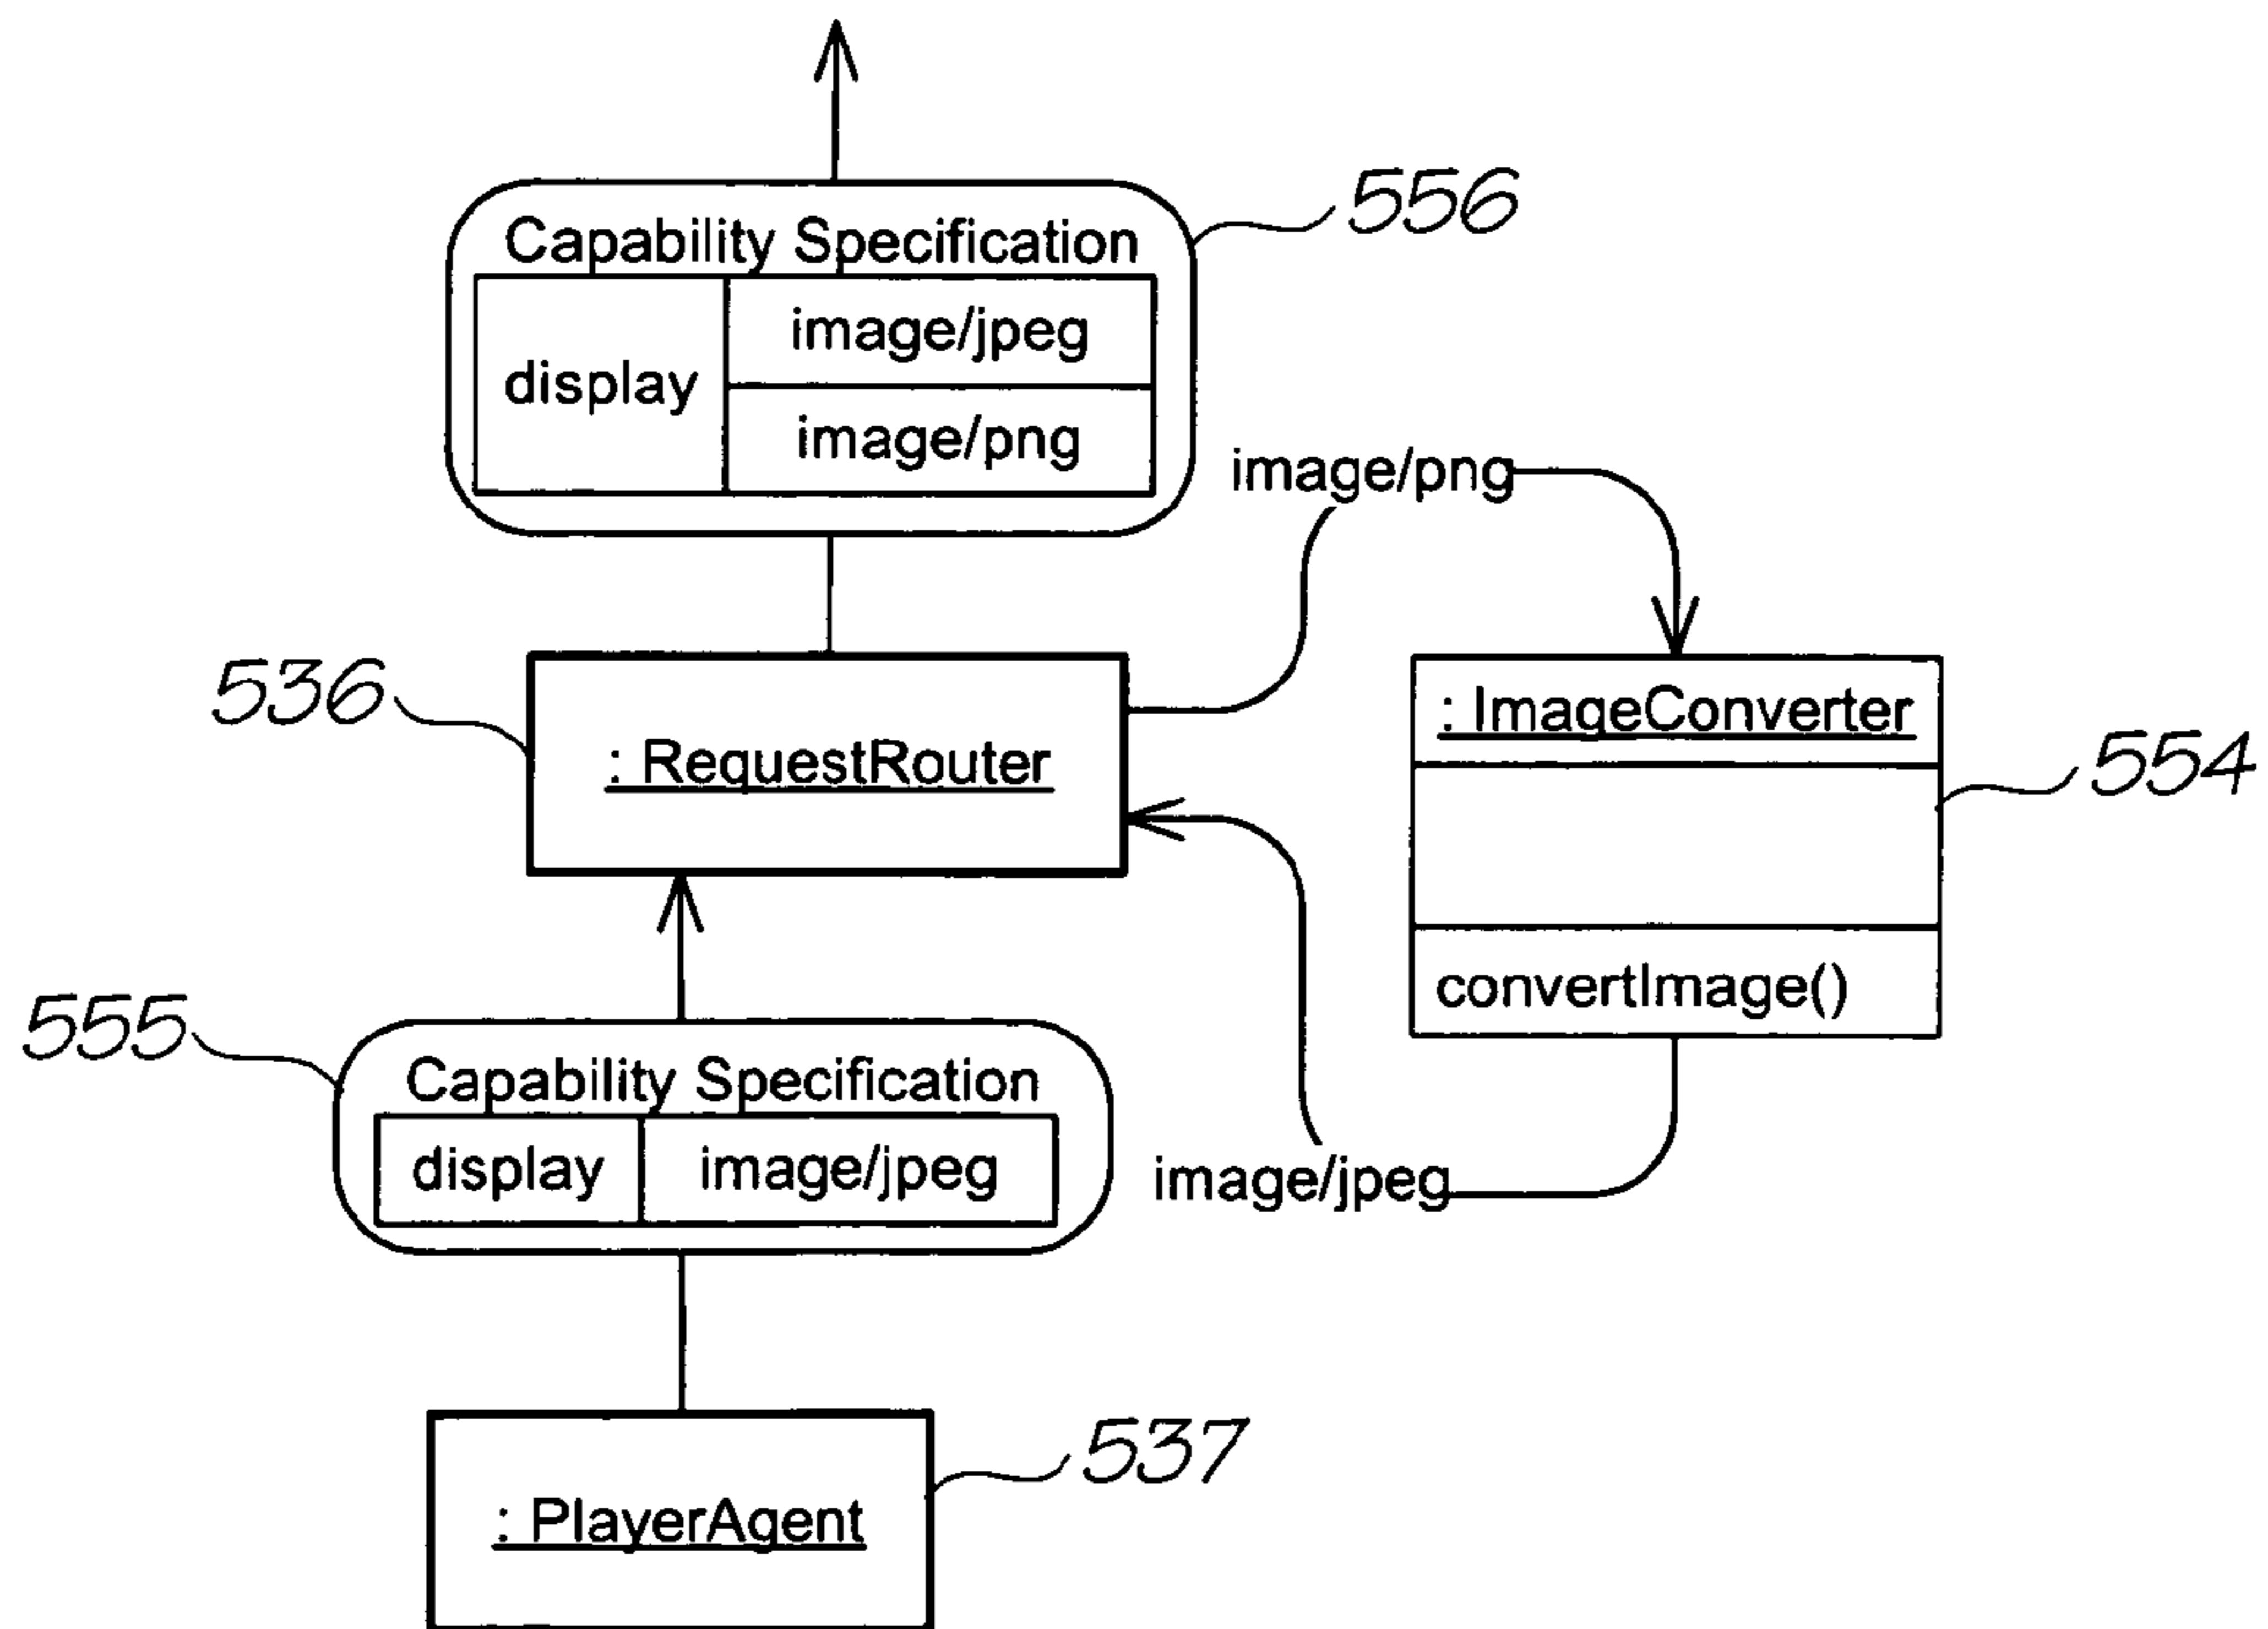 556
Capability Specification
display
image/jpeg
image/png
image/png
536
: RequestRouter
: ImageConverter
554
convertImage()
555
Capability Specification
display
image/jpeg
image/jpeg
: PlayerAgent
537